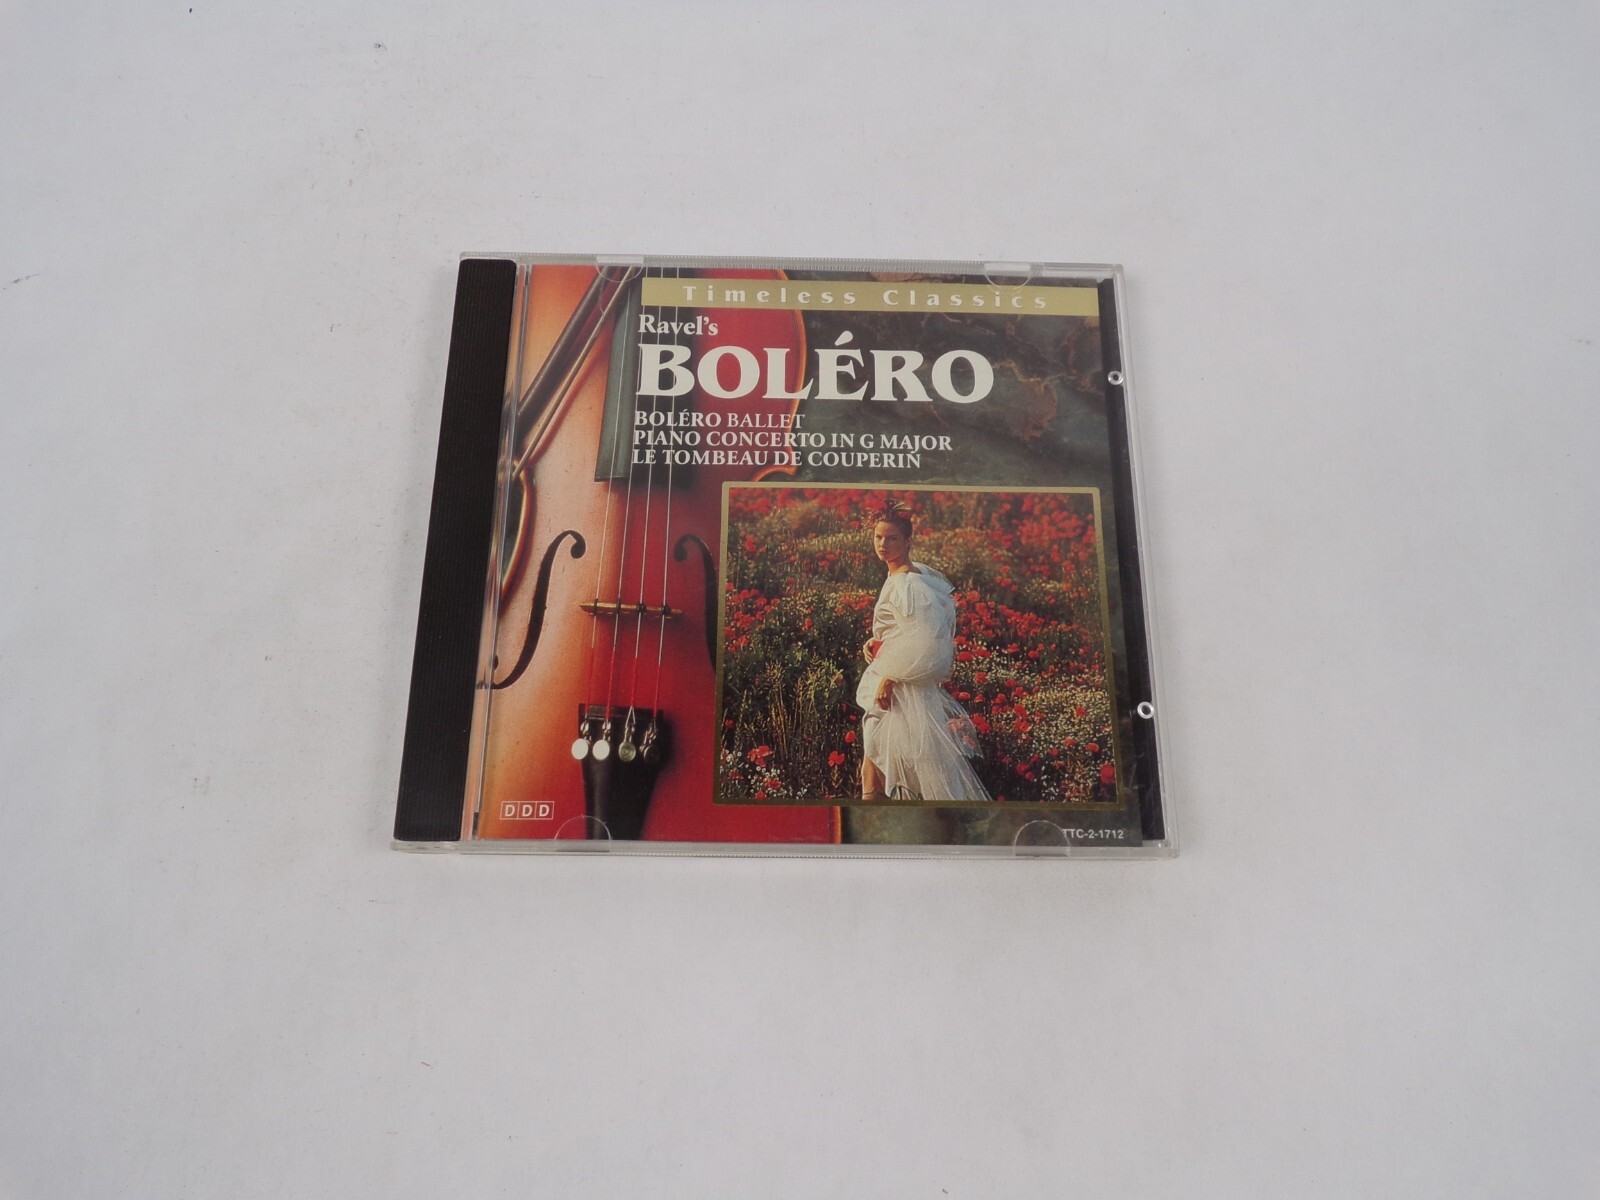 Timeless Classics
Ravel's
BOLÉRO
BOLÉRO BALLET
PIANO CONCERTO IN G MAJOR
LE TOMBEAU DE COUPERIN
DDD
TTC-2-1712